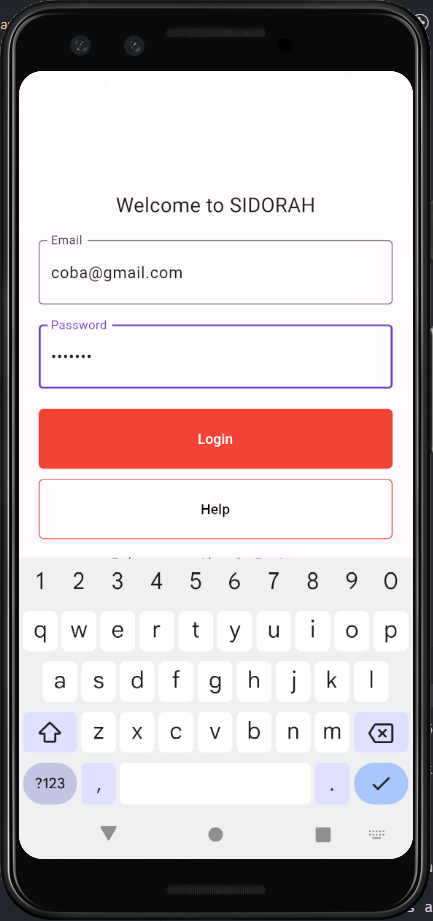 Welcome to SIDORAH
Email
coba@gmail.com
Password
•••••••
Login
Help
1 2 3 4 5 6 7 8 9 0
q w e r t y u i o p
a s d f g h j k l
z x c v b n m
?123 , .